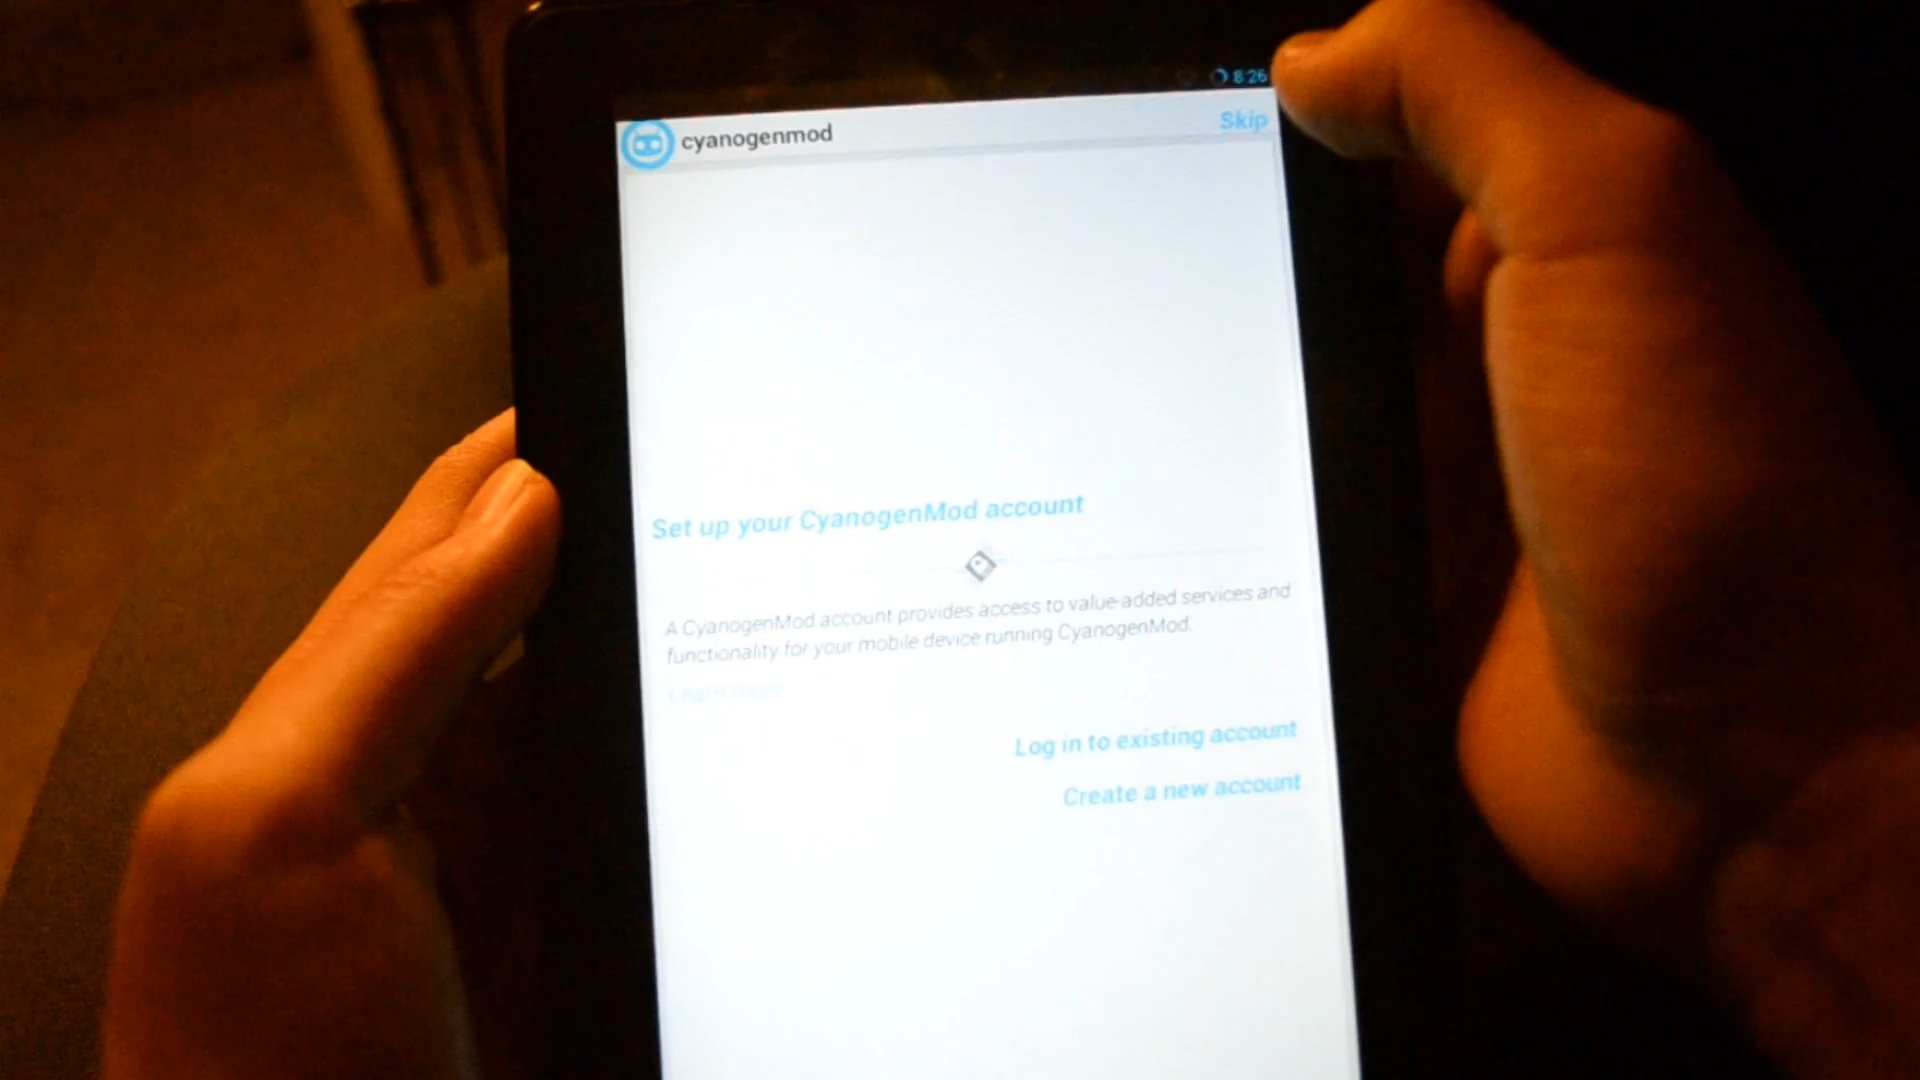 8:26
cyanogenmod
Skip
Set up your CyanogenMod account
A CyanogenMod account provides access to value-added services and
functionality for your mobile device running CyanogenMod.
Learn more
Log in to existing account
Create a new account